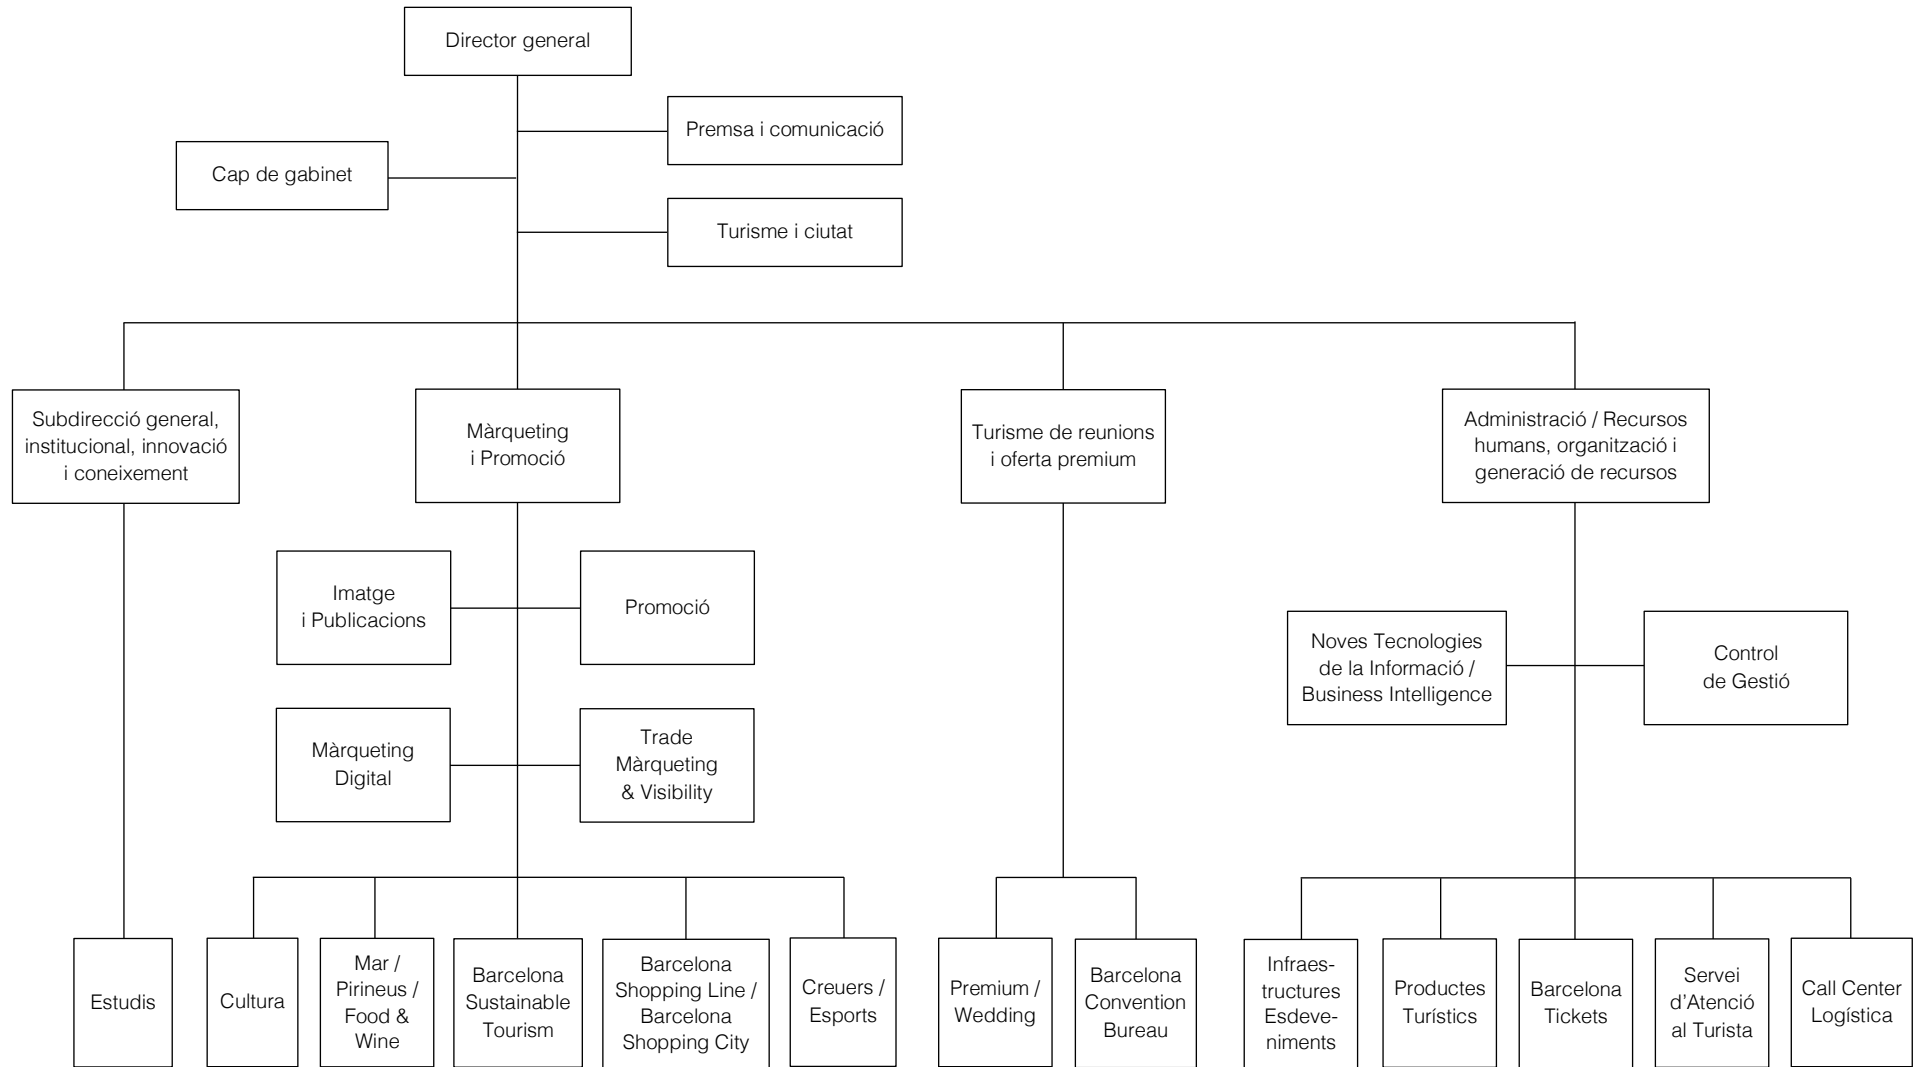 Director general
Premsa i comunicació
Cap de gabinet
Turisme i ciutat
Subdirecció general,
institucional, innovació
i coneixement
Màrqueting
i Promoció
Turisme de reunions
i oferta premium
Administració / Recursos
humans, organització i
generació de recursos
Imatge
i Publicacions
Promoció
Noves Tecnologies
de la Informació /
Business Intelligence
Control
de Gestió
Màrqueting
Digital
Trade
Màrqueting
& Visibility
Estudis
Cultura
Mar /
Pirineus /
Food &
Wine
Barcelona
Sustainable
Tourism
Barcelona
Shopping Line /
Barcelona
Shopping City
Creuers /
Esports
Premium /
Wedding
Barcelona
Convention
Bureau
Infraes-
tructures
Esdeve-
niments
Productes
Turístics
Barcelona
Tickets
Servei
d'Atenció
al Turista
Call Center
Logística